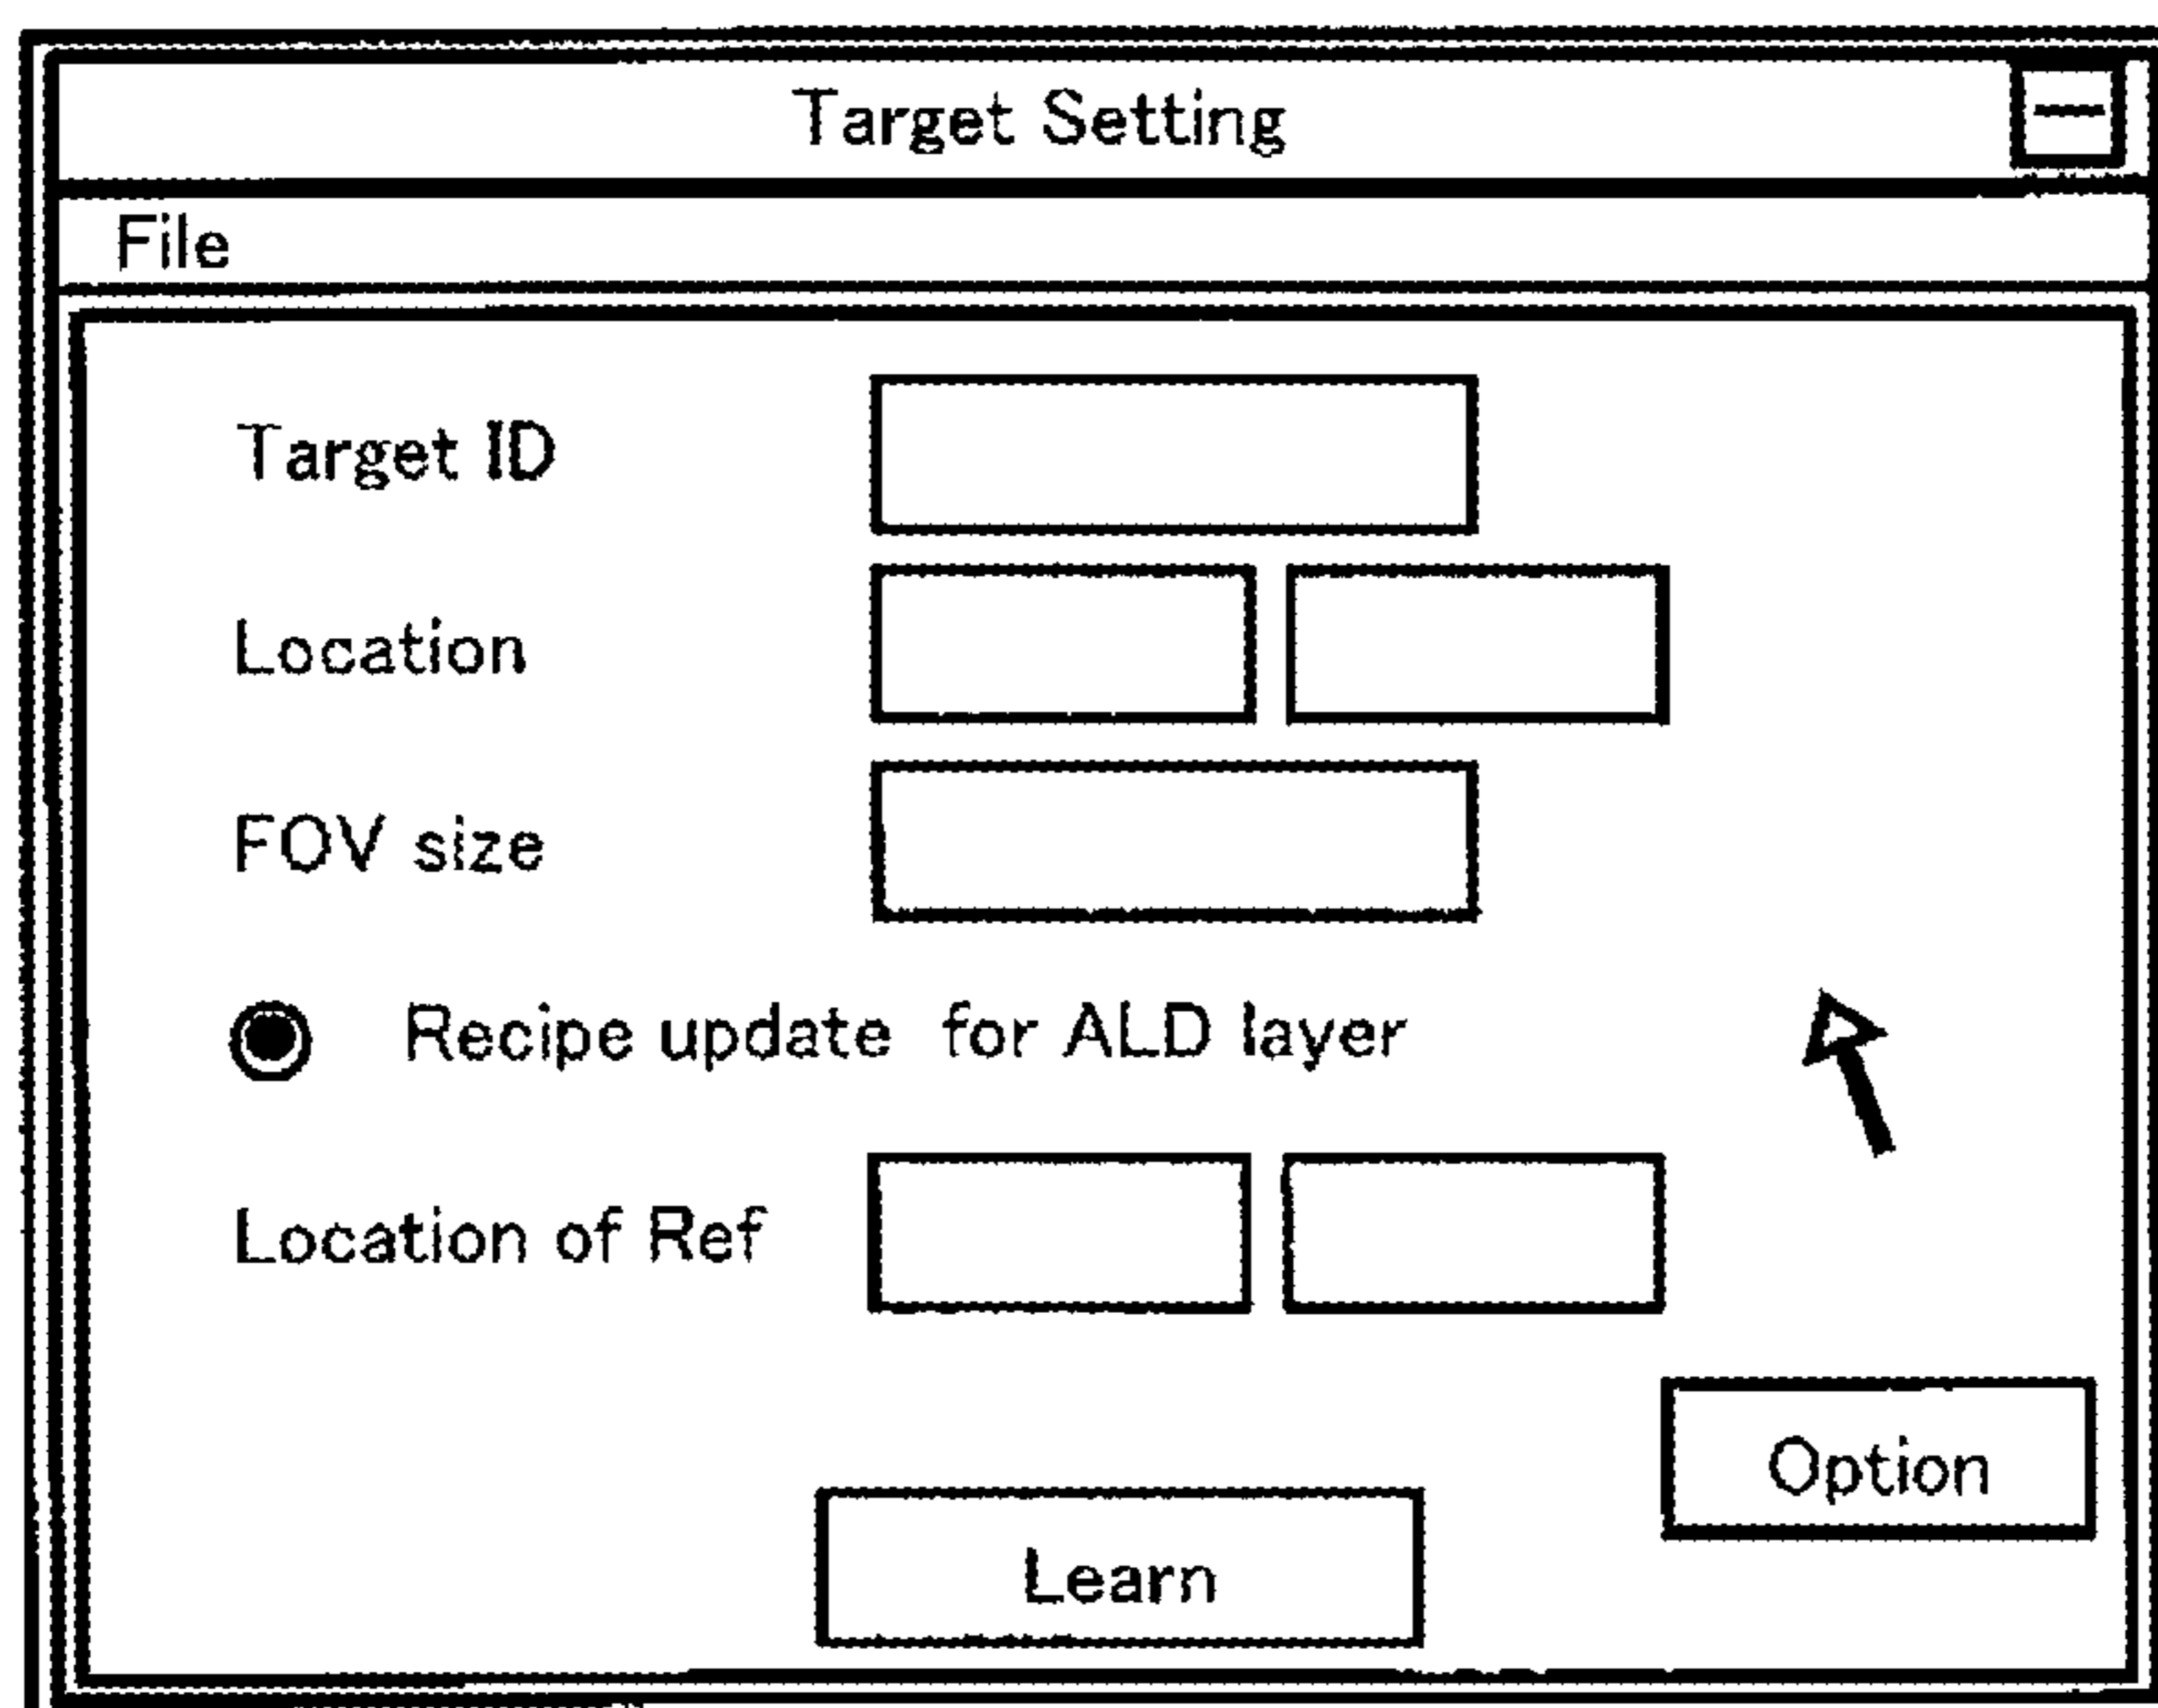 Target Setting
File
Target ID
Location
FOV size
Recipe update for ALD layer
Location of Ref
Option
Learn